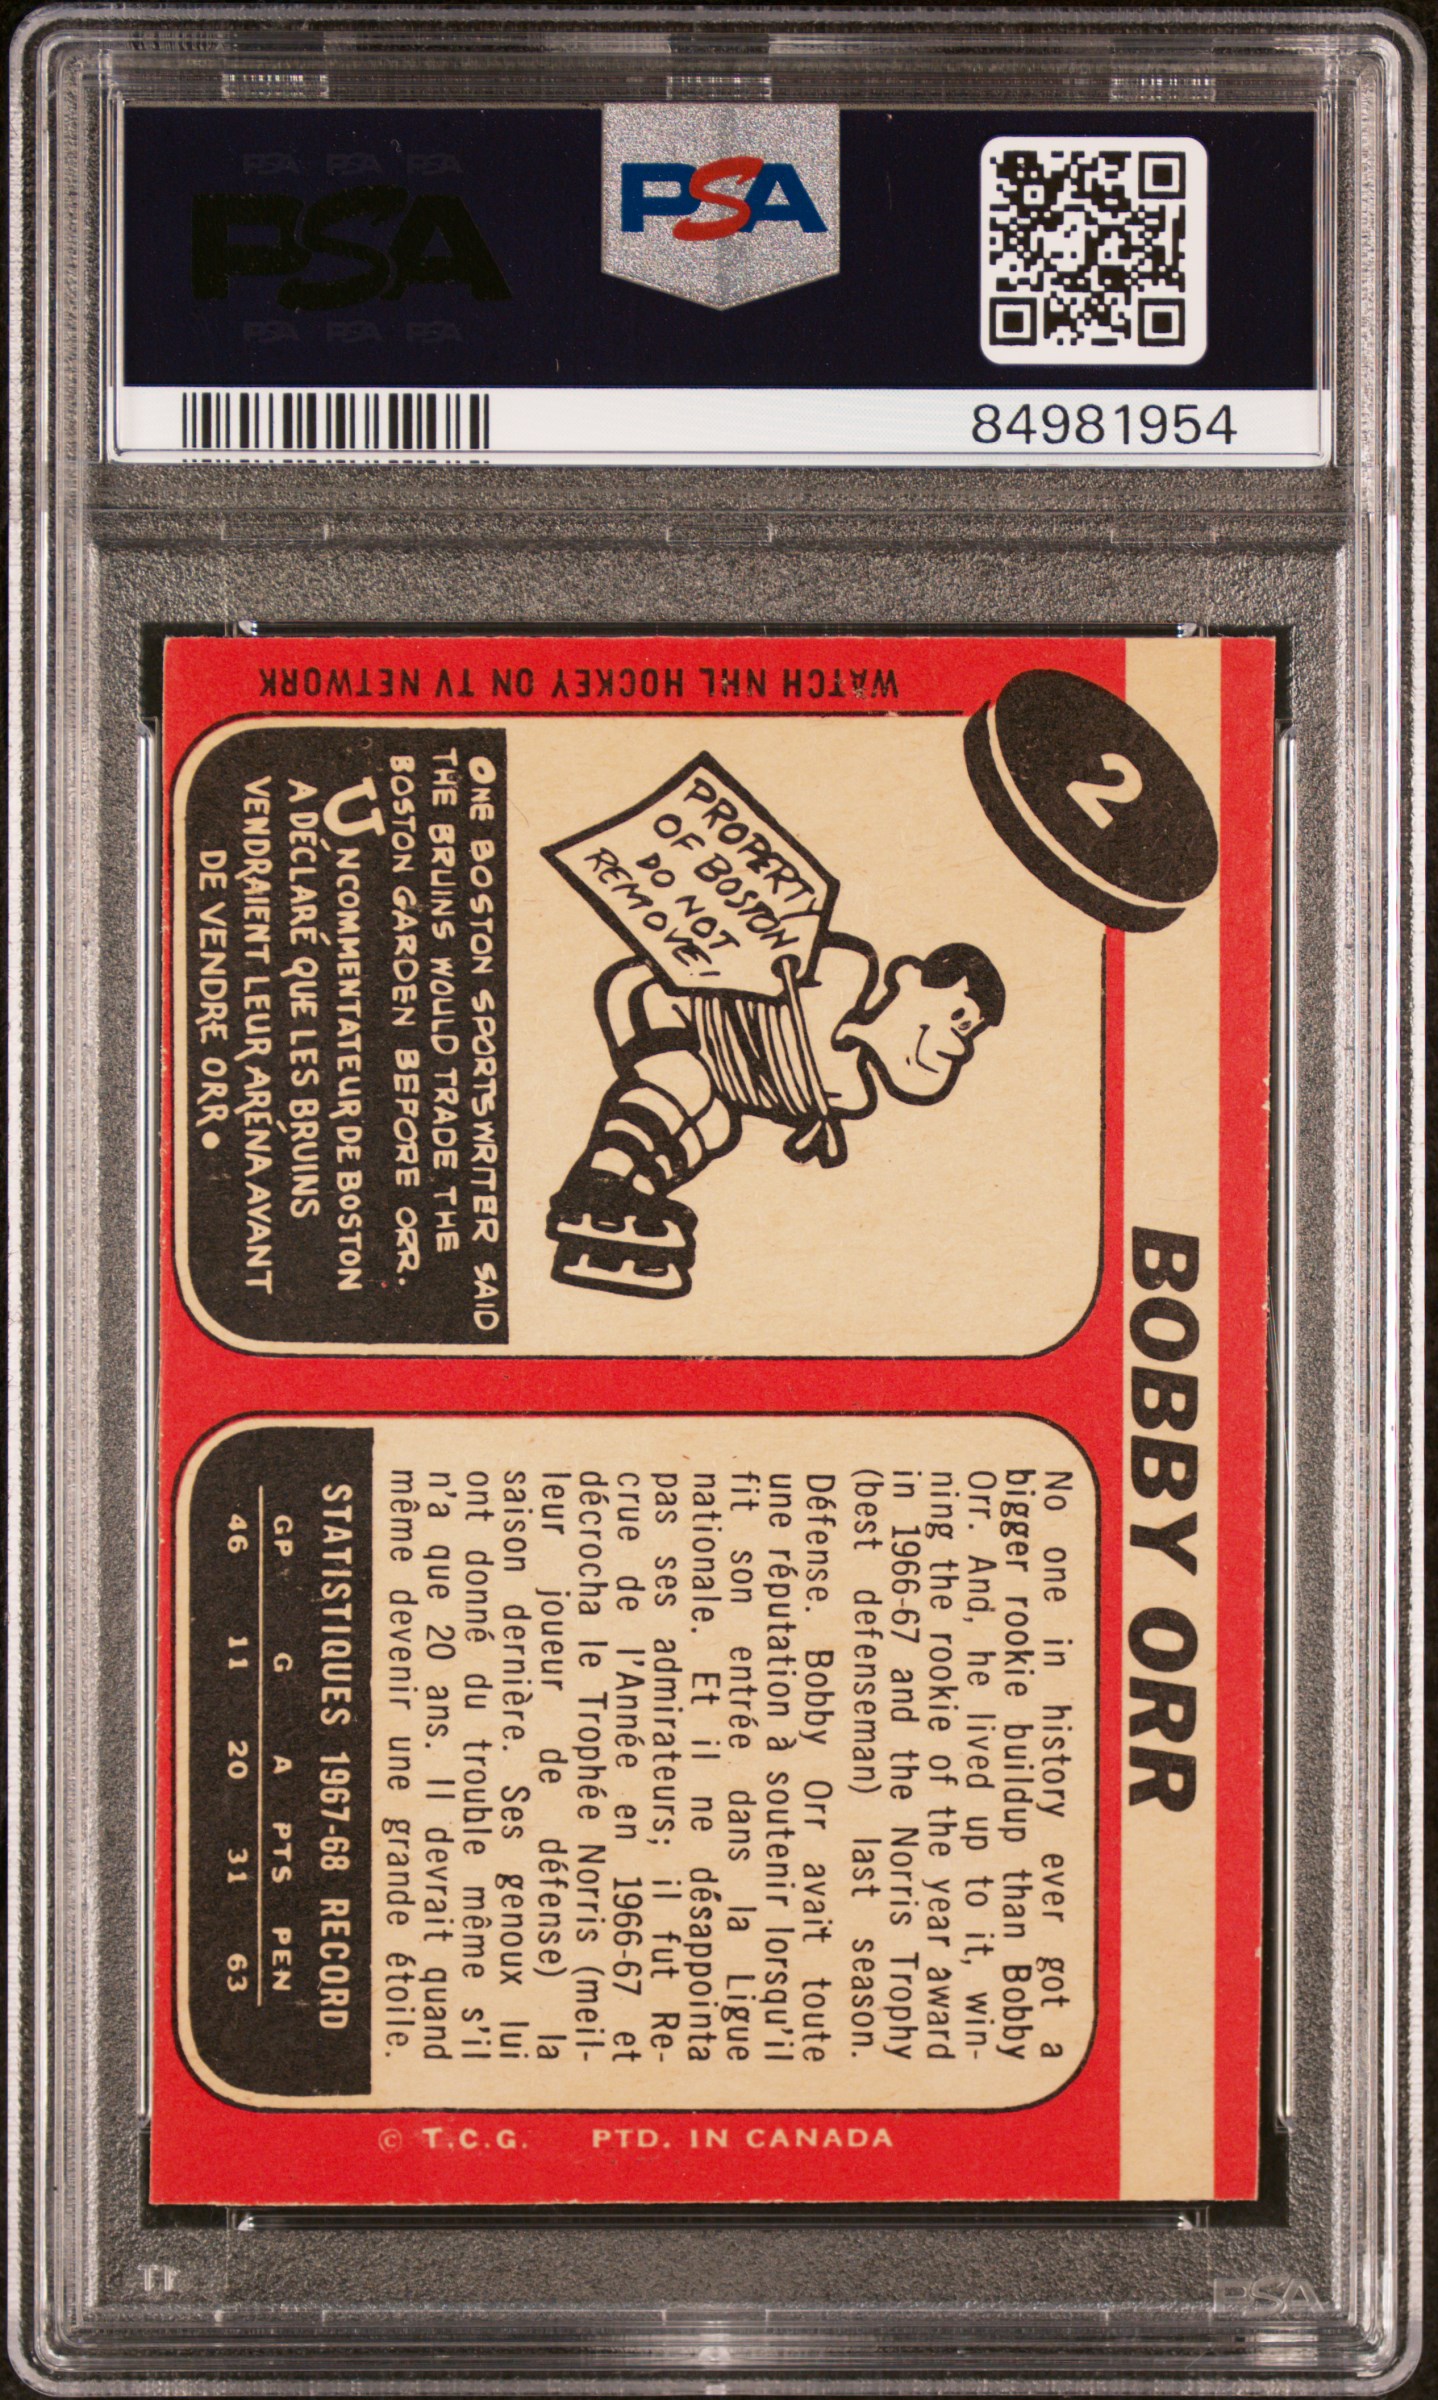 PSA PSA PSA
PSA
PSA PSA PSA
PSA
84981954
WATCH NHL HOCKEY ON TV NETWORK
2
BOBBY ORR
PROPERTY
OF BOSTON
DO NOT
REMOVE!
ONE BOSTON SPORTSWRITER SAID
THE BRUINS WOULD TRADE THE
BOSTON GARDEN BEFORE ORR.
UN COMMENTATEUR DE BOSTON
A DÉCLARÉ QUE LES BRUINS
VENDRAIENT LEUR ARÉNA AVANT
DE VENDRE ORR.
No one in history ever got a
bigger rookie buildup than Bobby
Orr. And, he lived up to it, win-
ning the rookie of the year award
in 1966-67 and the Norris Trophy
(best defenseman) last season.
Défense. Bobby Orr avait toute
une réputation à soutenir lorsqu'il
fit son entrée dans la Ligue
nationale. Et il ne désappointa
pas ses admirateurs; il fut Re-
crue de l'Année en 1966-67 et
décrocha le Trophée Norris (meil-
leur joueur de défense) la
saison dernière. Ses genoux lui
ont donné du trouble même s'il
n'a que 20 ans. Il devrait quand
même devenir une grande étoile.
STATISTIQUES 1967-68 RECORD
GP G A PTS PEN
46 11 20 31 63
© T.C.G. PTD. IN CANADA
PSA